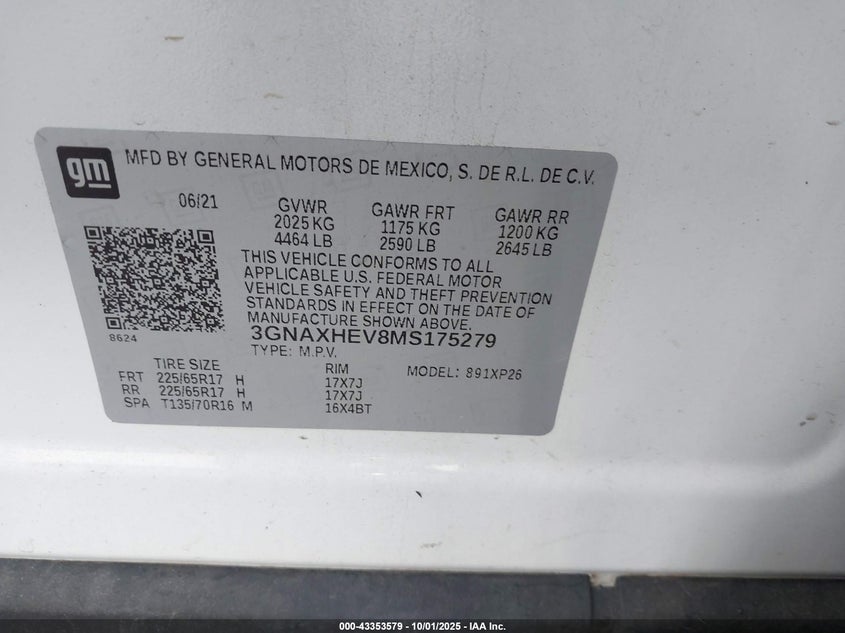 gm
MFD BY GENERAL MOTORS DE MEXICO, S. DE R.L. DE C.V.
06/21
GVWR
2025 KG
4464 LB
GAWR FRT
1175 KG
2590 LB
GAWR RR
1200 KG
2645 LB
THIS VEHICLE CONFORMS TO ALL
APPLICABLE U.S. FEDERAL MOTOR
VEHICLE SAFETY AND THEFT PREVENTION
STANDARDS IN EFFECT ON THE DATE OF
MANUFACTURE SHOWN ABOVE.
3GNAXHEV8MS175279
TYPE: M.P.V.
8624
TIRE SIZE RIM MODEL: 891XP26
FRT 225/65R17 H 17X7J
RR 225/65R17 H 17X7J
SPA T135/70R16 M 16X4BT
000-43353579 • 10/01/2025 • IAA Inc.